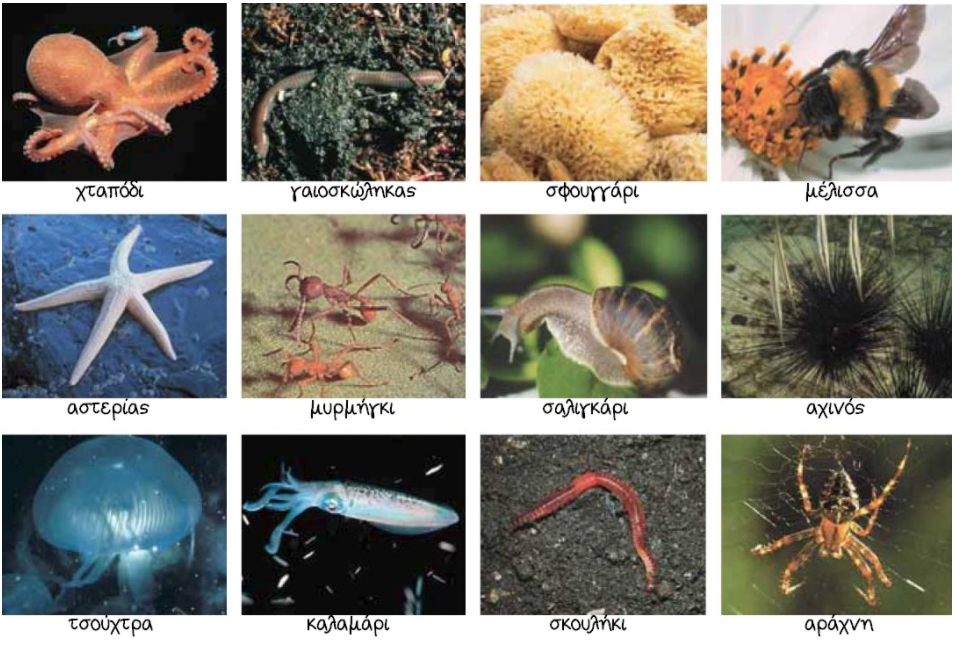 χταπόδι γαιοσκώληκας σφουγγάρι μέλισσα
αστερίας μυρμήγκι σαλιγκάρι αχινός
τσούχτρα καλαμάρι σκουλήκι αράχνη